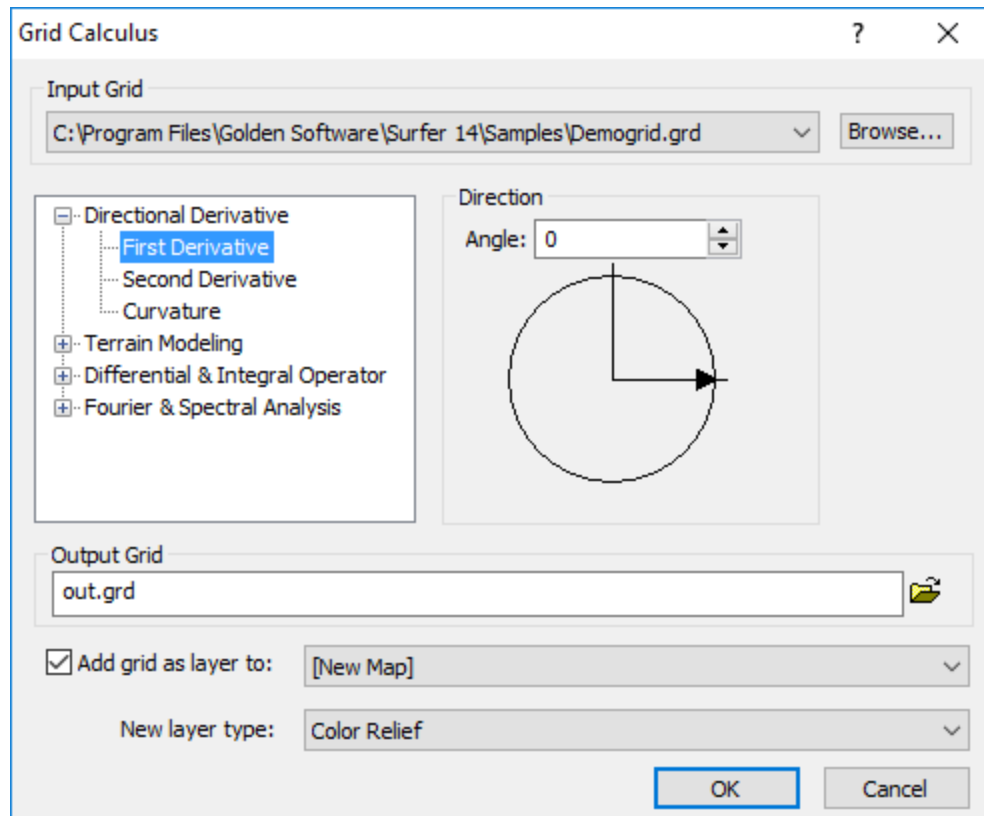 Grid Calculus
?
Input Grid
C:\Program Files\Golden Software\Surfer 14\Samples\Demogrid.grd
Browse...
Directional Derivative
First Derivative
Second Derivative
Curvature
Terrain Modeling
Differential & Integral Operator
Fourier & Spectral Analysis
Direction
Angle: 0
Output Grid
out.grd
Add grid as layer to: [New Map]
New layer type: Color Relief
OK
Cancel